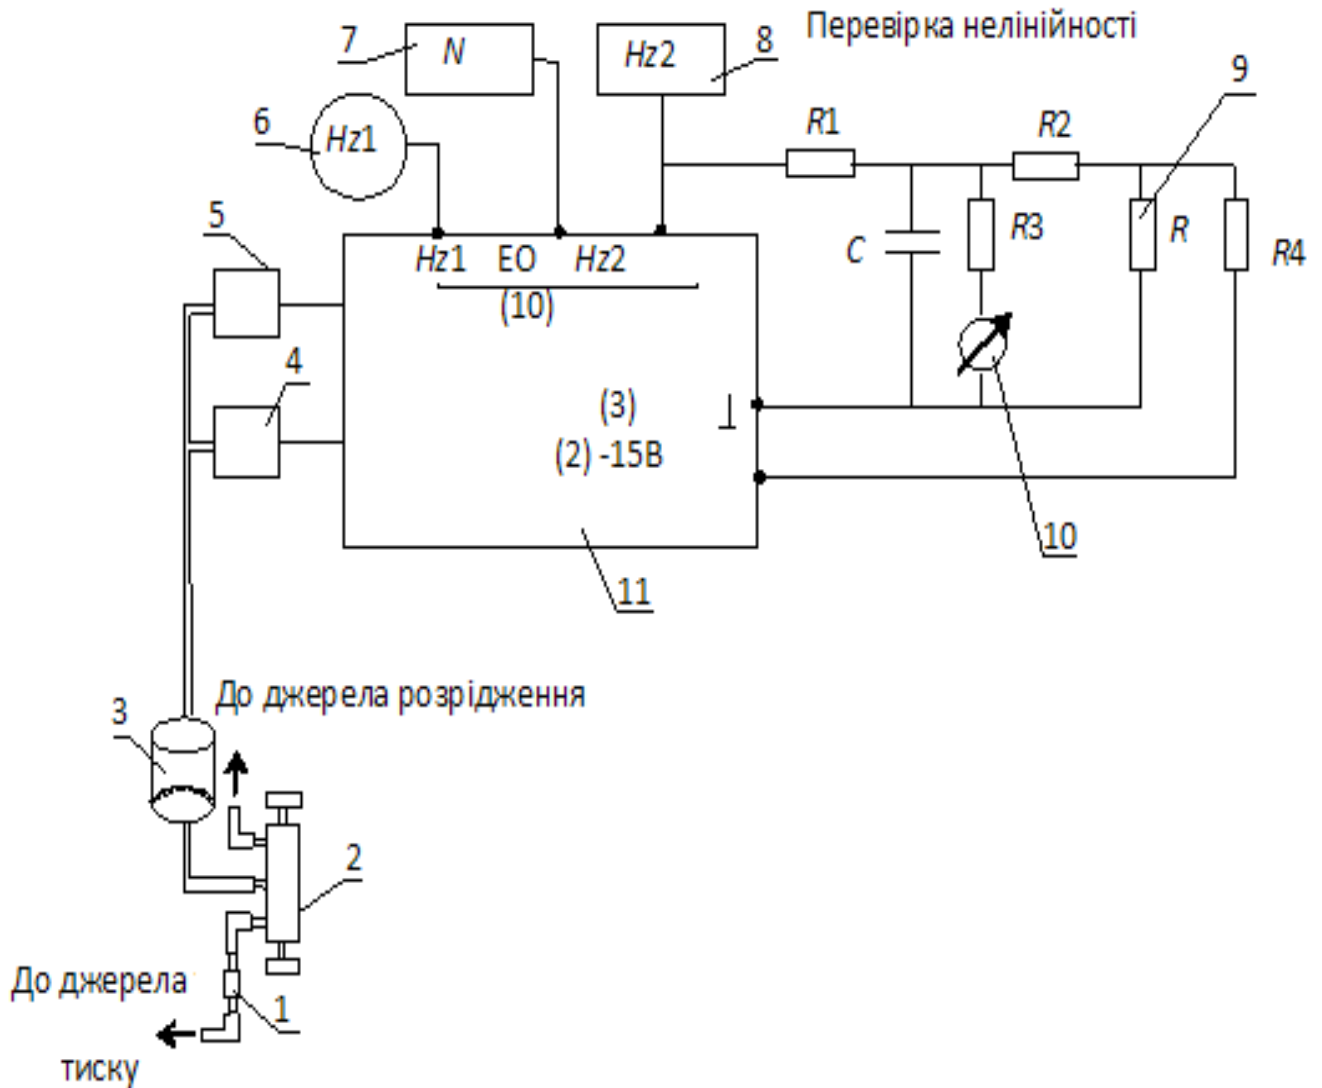 Перевірка нелінійності
7
N
Hz2
8
9
6
Hz1
R1
R2
5
Hz1 ЕО Hz2
(10)
C
R3
R
R4
4
(3)
(2) -15В
⊥
10
11
До джерела розрідження
3
2
До джерела
1
тиску